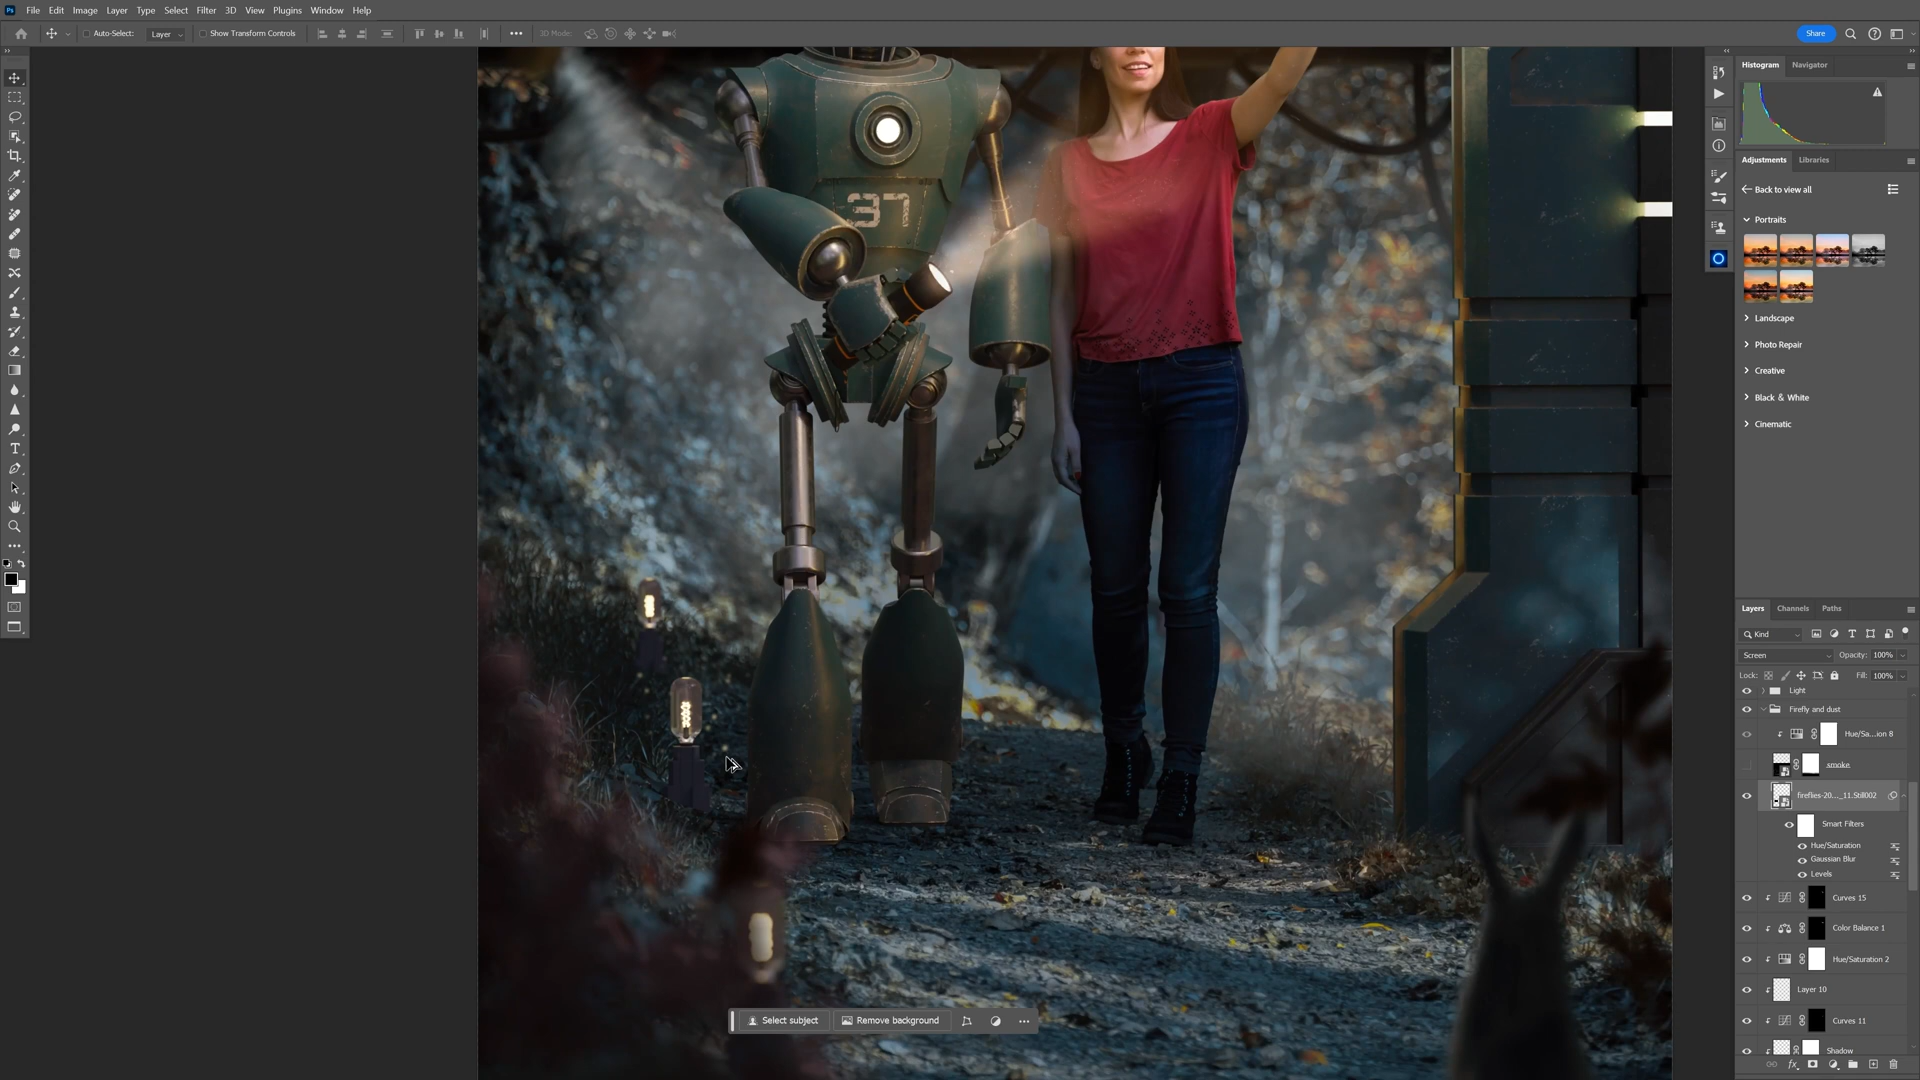 Ps File Edit Image Layer Type Select Filter 3D View Plugins Window Help
Auto-Select: Layer Show Transform Controls 3D Mode: Share
Histogram Navigator
37
Adjustments Libraries
Back to view all
Portraits
Landscape
Photo Repair
Creative
Black & White
Cinematic
Layers Channels Paths
Kind
Screen Opacity: 100%
Lock: Fill: 100%
Light
Firefly and dust
Hue/Sa...ion 8
smoke
fireflies-20..._11.Still002
Smart Filters
Hue/Saturation
Gaussian Blur
Levels
Curves 15
Color Balance 1
Hue/Saturation 2
Layer 10
Curves 11
Shadow
Select subject Remove background